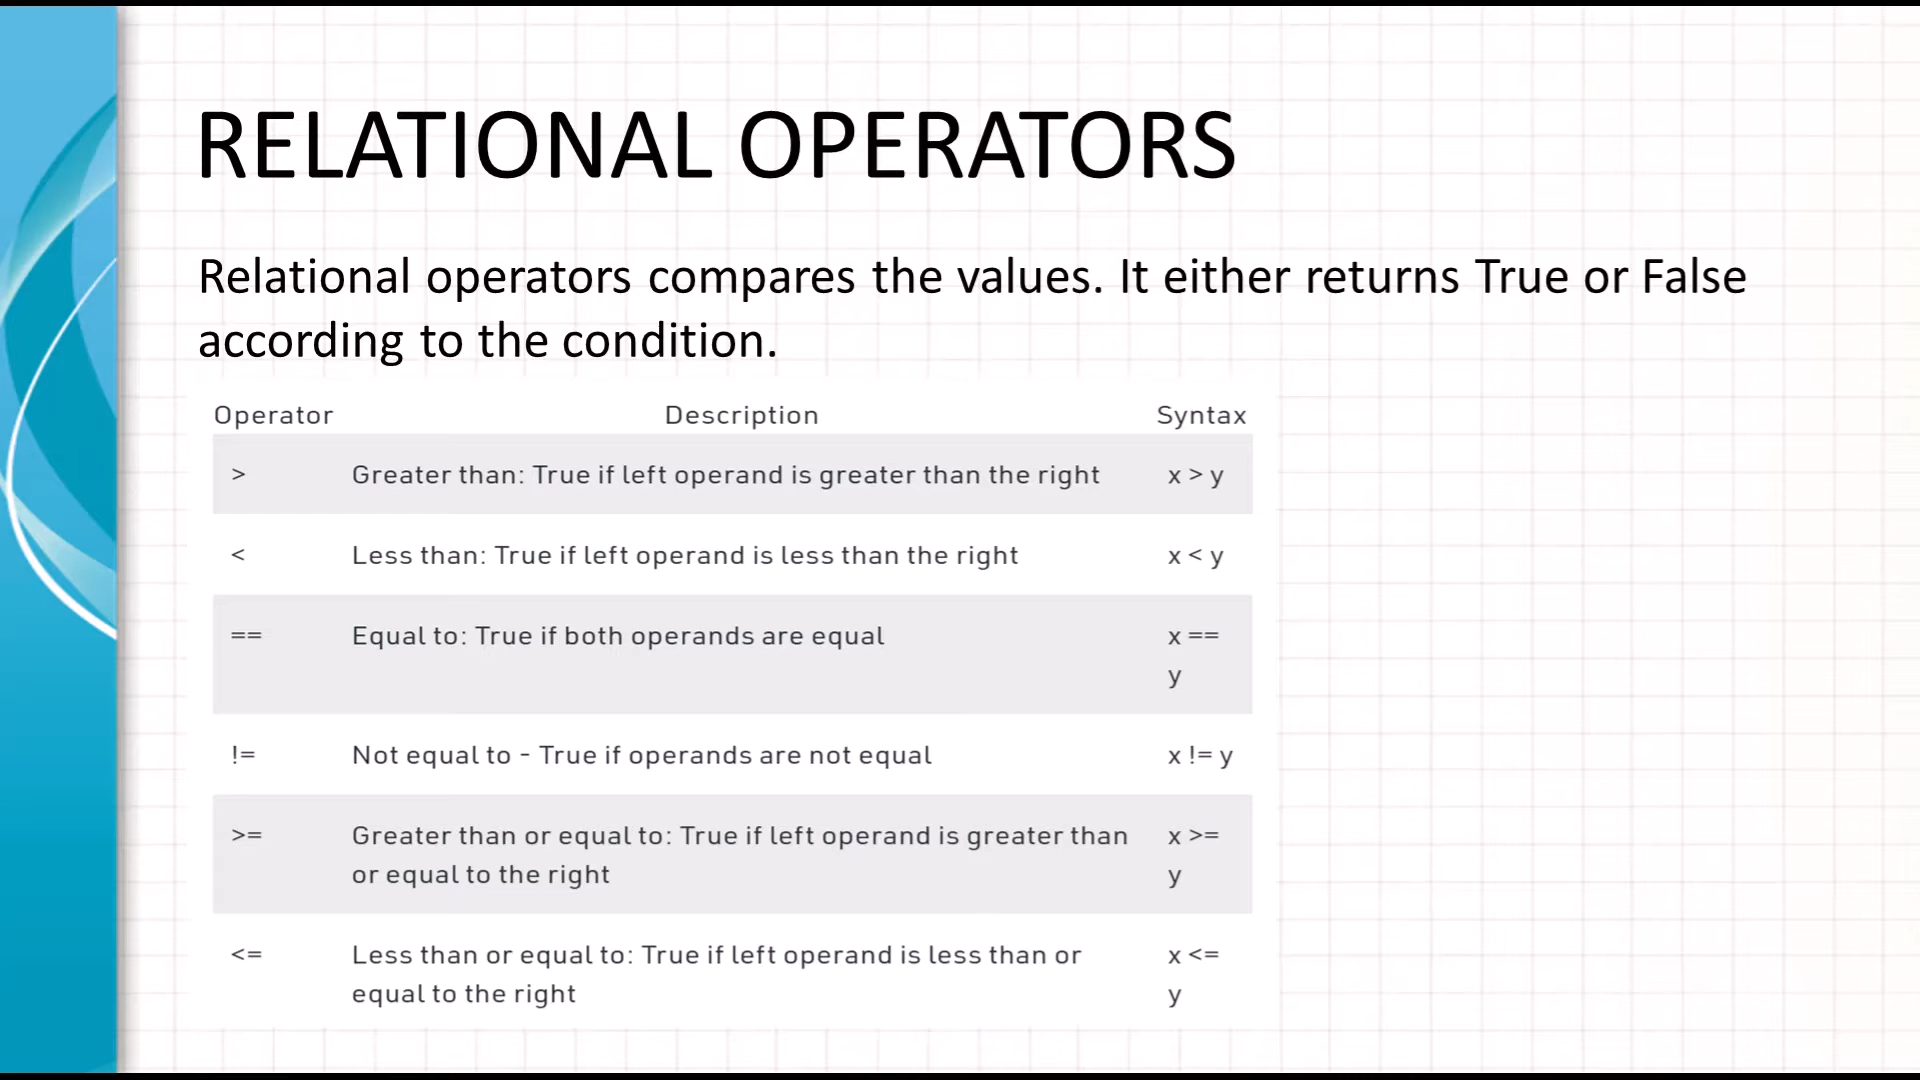 RELATIONAL OPERATORS
Relational operators compares the values. It either returns True or False
according to the condition.
Operator Description Syntax
> Greater than: True if left operand is greater than the right x > y
< Less than: True if left operand is less than the right x < y
== Equal to: True if both operands are equal x ==
y
!= Not equal to - True if operands are not equal x != y
>= Greater than or equal to: True if left operand is greater than x >=
or equal to the right y
<= Less than or equal to: True if left operand is less than or x <=
equal to the right y